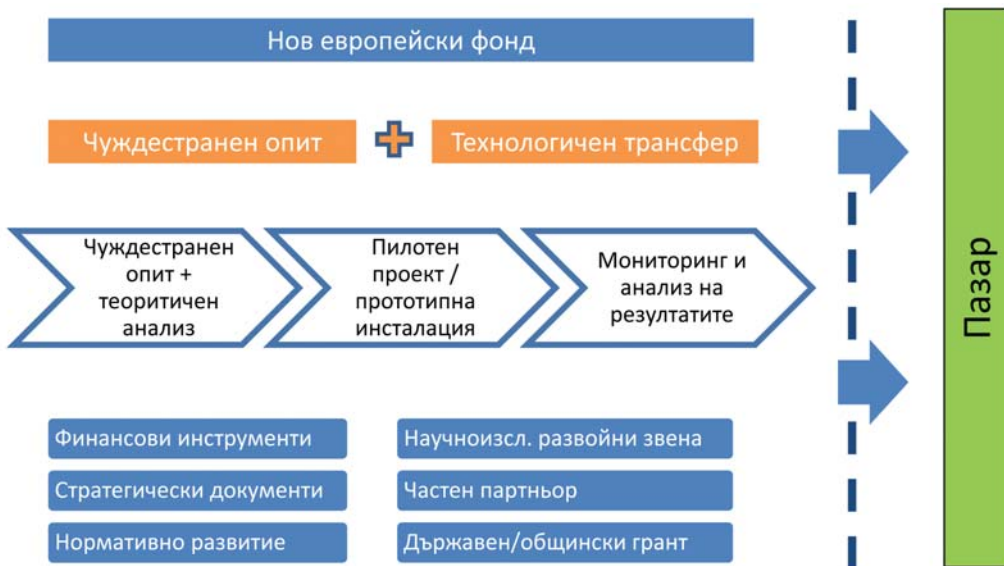 Нов европейски фонд
Чуждестранен опит
Технологичен трансфер
Чуждестранен
опит +
теоритичен
анализ
Пилотен
проект /
прототипна
инсталация
Мониторинг и
анализ на
резултатите
Финансови инструменти
Научноизсл. развойни звена
Стратегически документи
Частен партньор
Нормативно развитие
Държавен/общински грант
Пазар